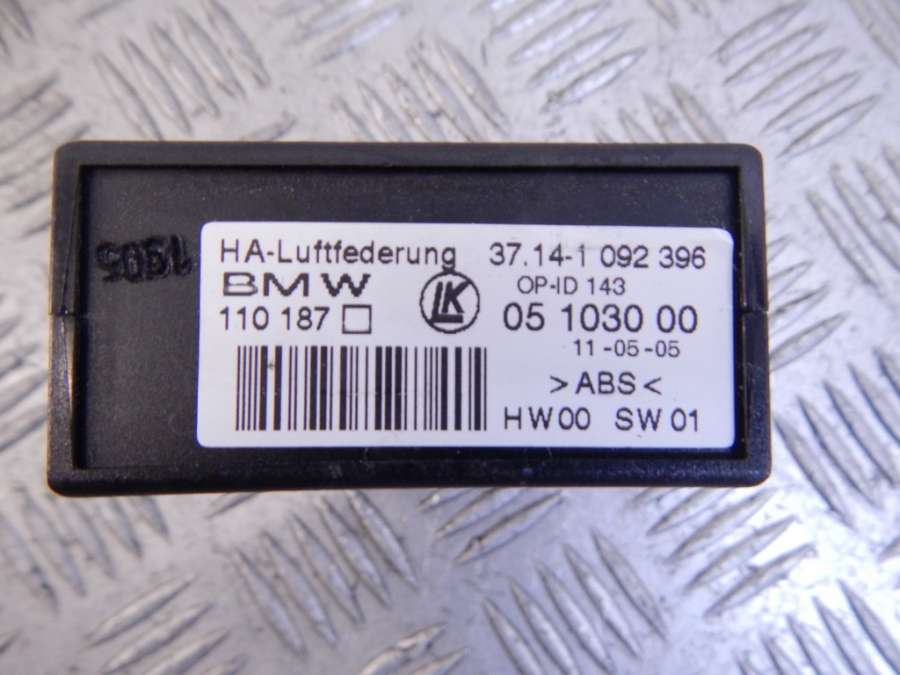 HA-Luftfederung 37.14-1 092 396
BMW LK OP-ID 143
110 187 05 1030 00
11-05-05
>ABS<
HW00 SW01
1905